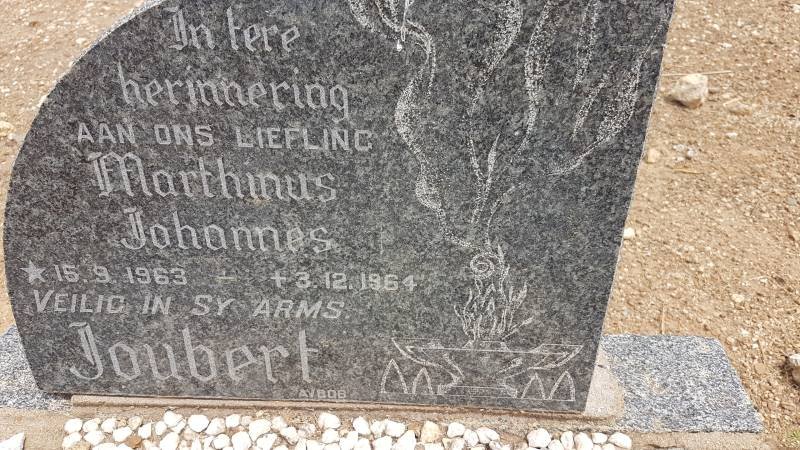 In tere
herinnering
AAN ONS LIEFLING
Marthinus
Johannes
★ 15.9.1963 - + 3.12.1964
VEILIG IN SY ARMS
Joubert
AVBOB